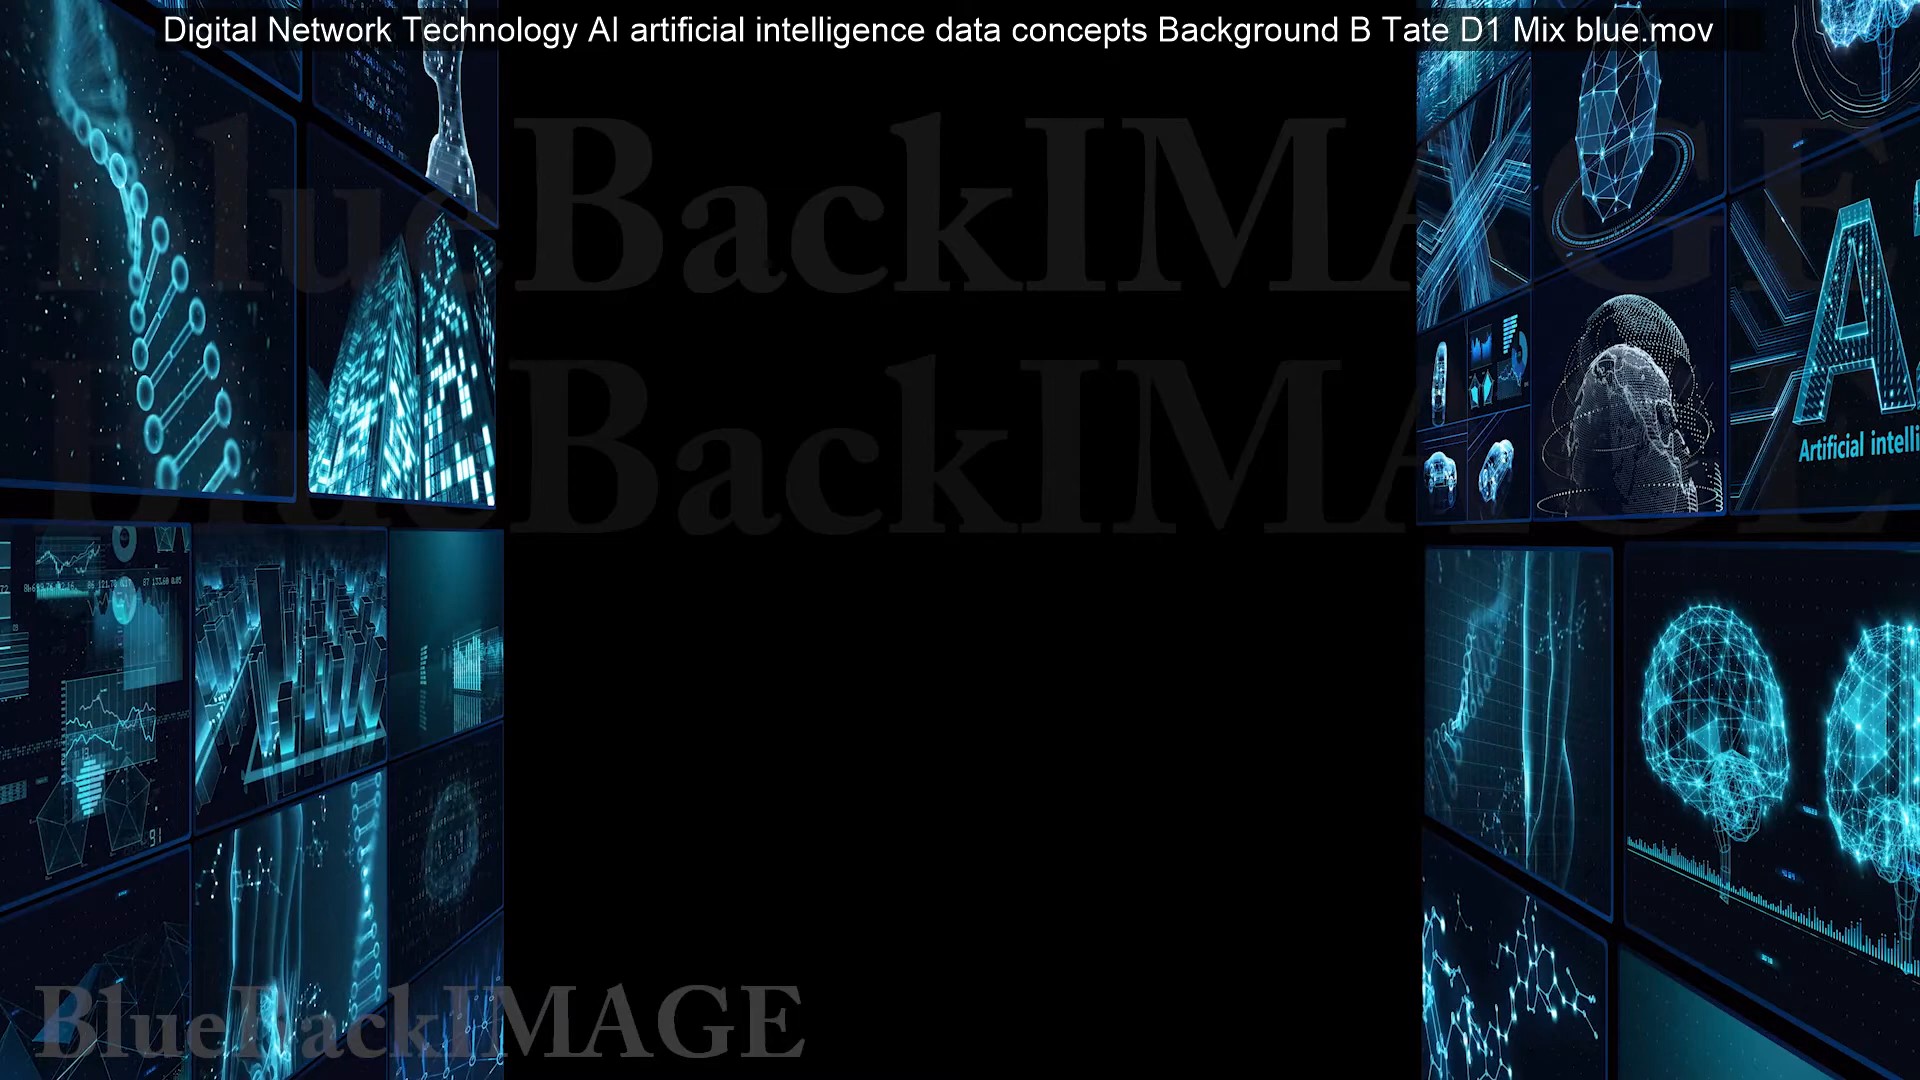 Digital Network Technology AI artificial intelligence data concepts Background B Tate D1 Mix blue.mov
BlueBackIMAGE
BlueBackIMAGE
A
Artificial intelli
91
BlueBackIMAGE